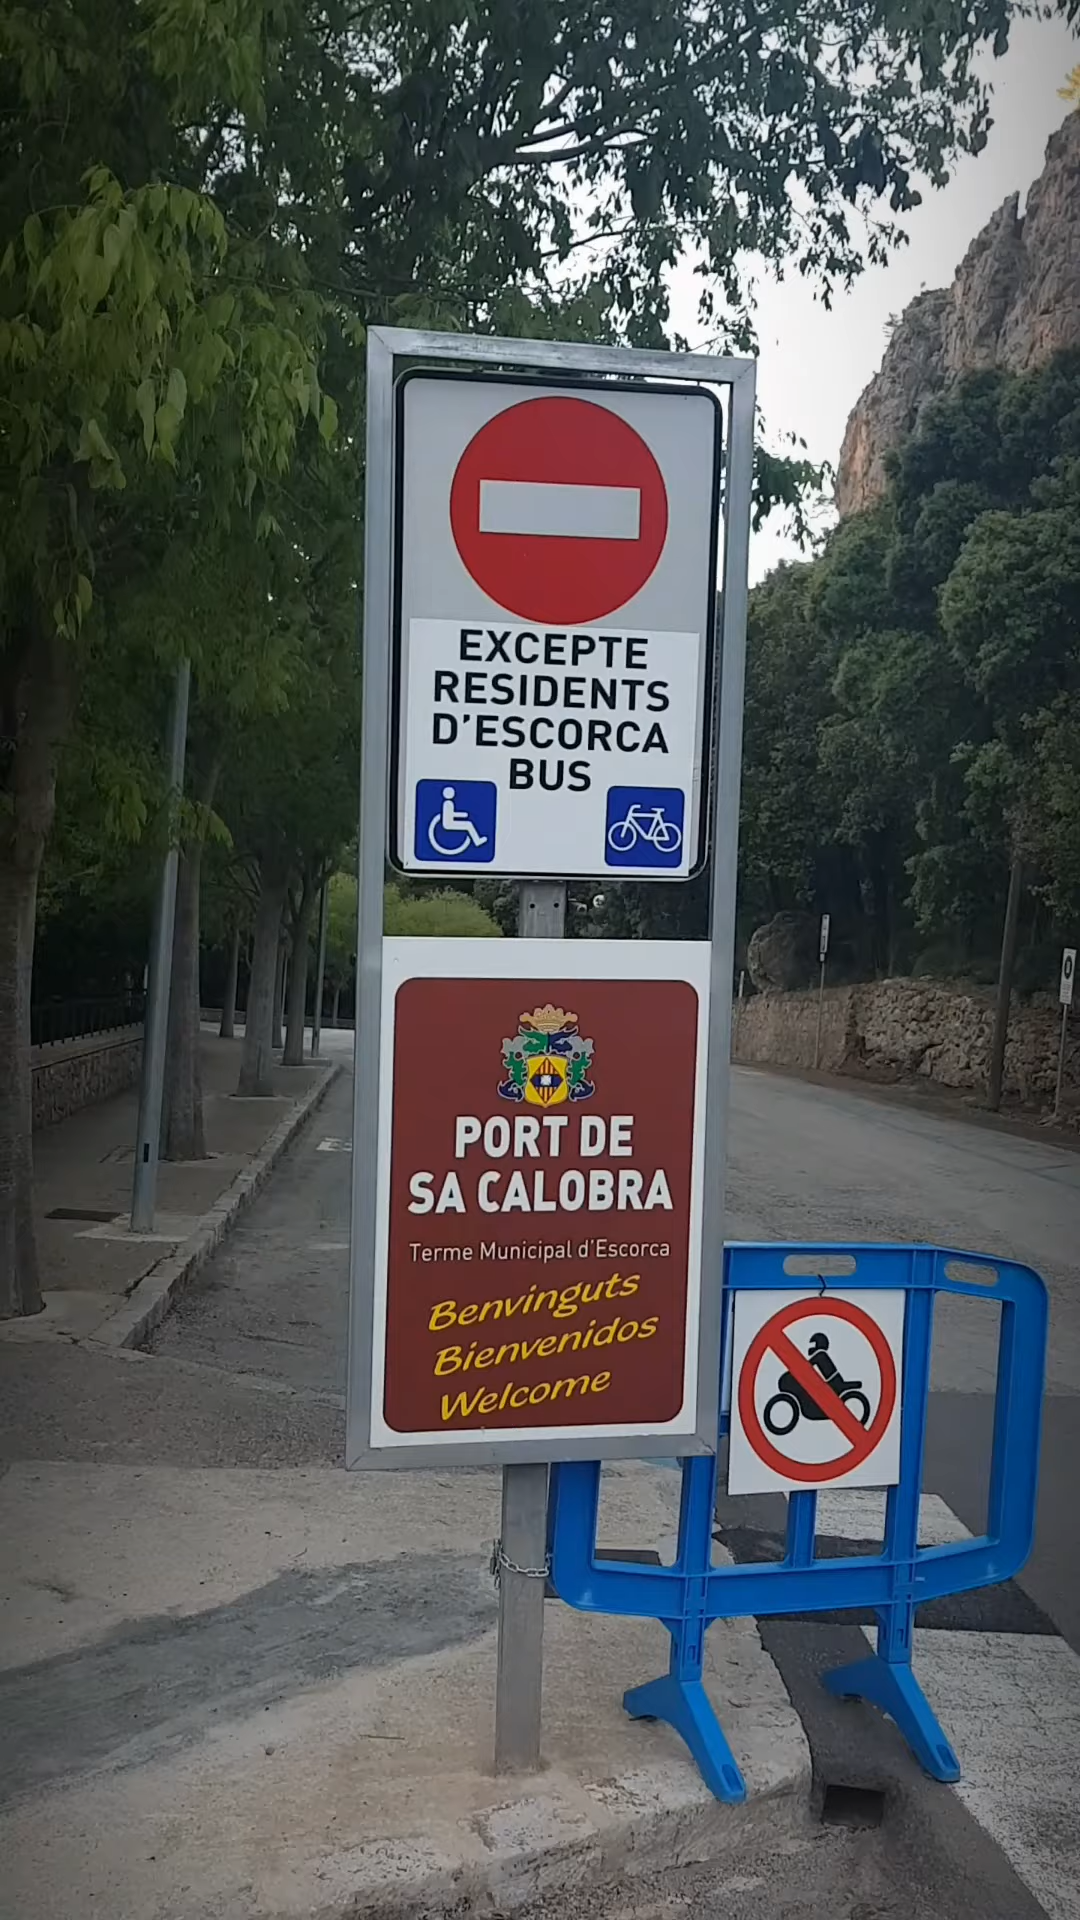 EXCEPTE
RESIDENTS
D'ESCORCA
BUS
PORT DE
SA CALOBRA
Terme Municipal d'Escorca
Benvinguts
Bienvenidos
Welcome